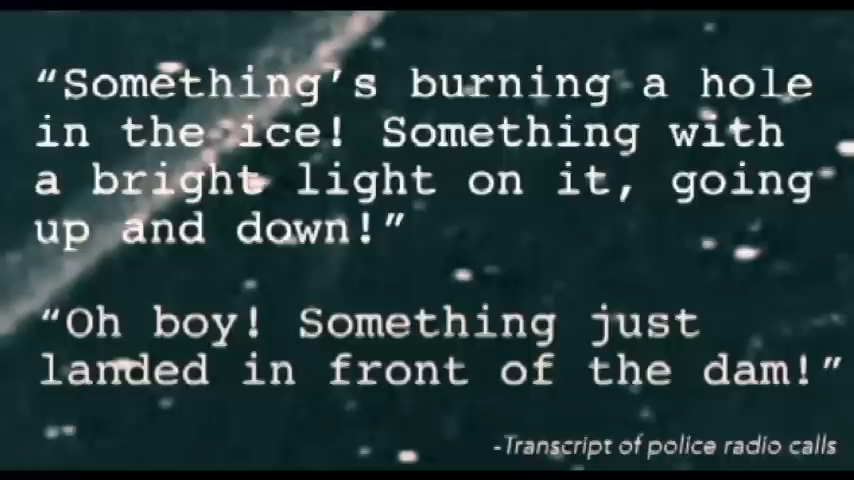 “Something’s burning a hole
in the ice! Something with
a bright light on it, going
up and down!”
“Oh boy! Something just
landed in front of the dam!”
-Transcript of police radio calls